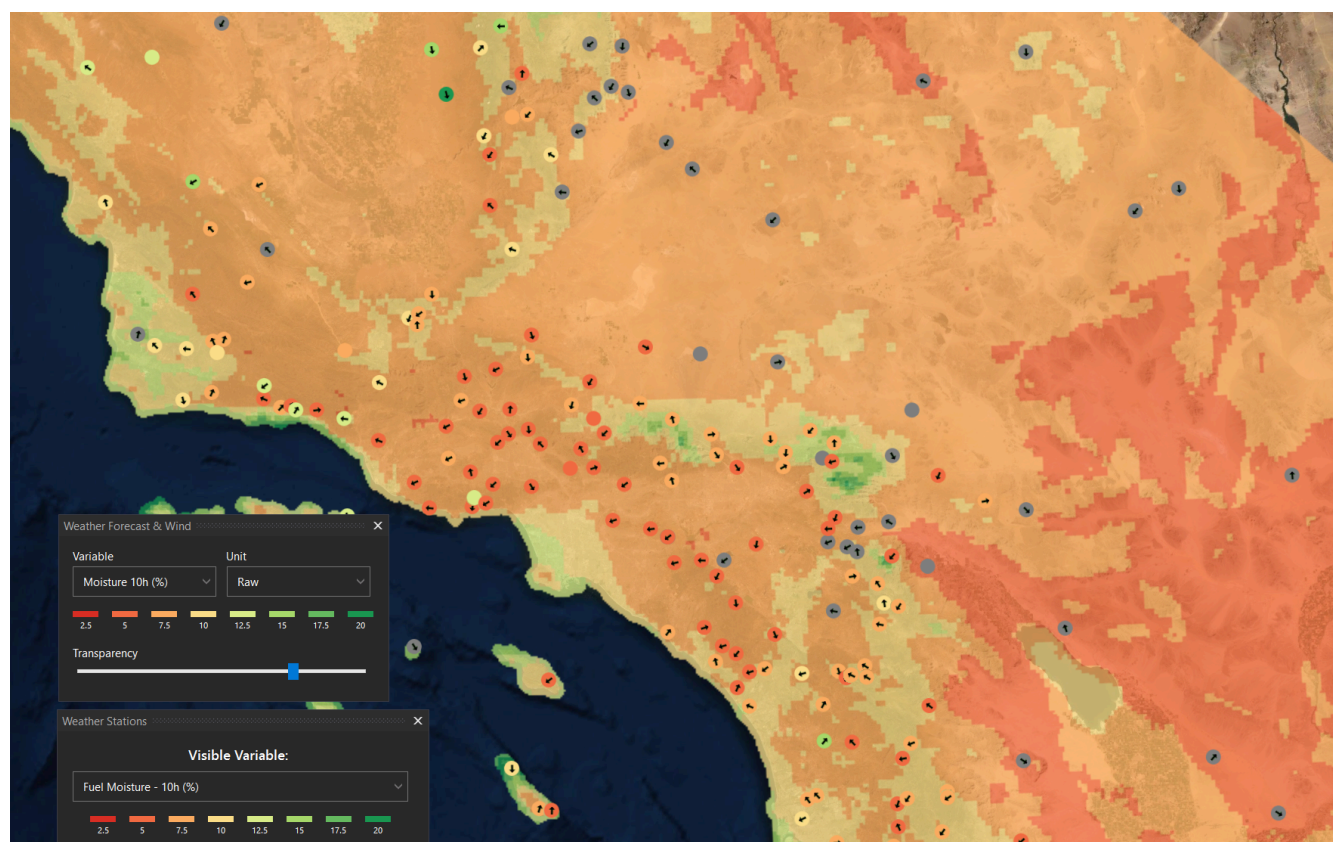 Weather Forecast & Wind
Variable Unit
Moisture 10h (%) Raw
2.5 5 7.5 10 12.5 15 17.5 20
Transparency
Weather Stations
Visible Variable:
Fuel Moisture - 10h (%)
2.5 5 7.5 10 12.5 15 17.5 20